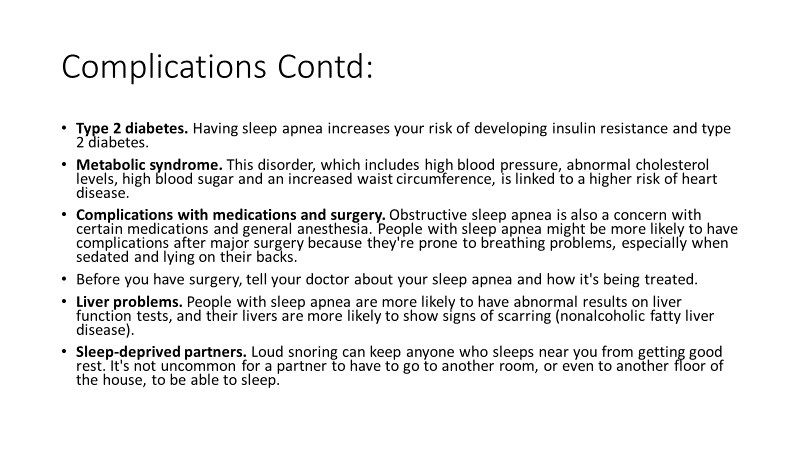 Complications Contd:
• Type 2 diabetes. Having sleep apnea increases your risk of developing insulin resistance and type
2 diabetes.
• Metabolic syndrome. This disorder, which includes high blood pressure, abnormal cholesterol
levels, high blood sugar and an increased waist circumference, is linked to a higher risk of heart
disease.
• Complications with medications and surgery. Obstructive sleep apnea is also a concern with
certain medications and general anesthesia. People with sleep apnea might be more likely to have
complications after major surgery because they're prone to breathing problems, especially when
sedated and lying on their backs.
• Before you have surgery, tell your doctor about your sleep apnea and how it's being treated.
• Liver problems. People with sleep apnea are more likely to have abnormal results on liver
function tests, and their livers are more likely to show signs of scarring (nonalcoholic fatty liver
disease).
• Sleep-deprived partners. Loud snoring can keep anyone who sleeps near you from getting good
rest. It's not uncommon for a partner to have to go to another room, or even to another floor of
the house, to be able to sleep.